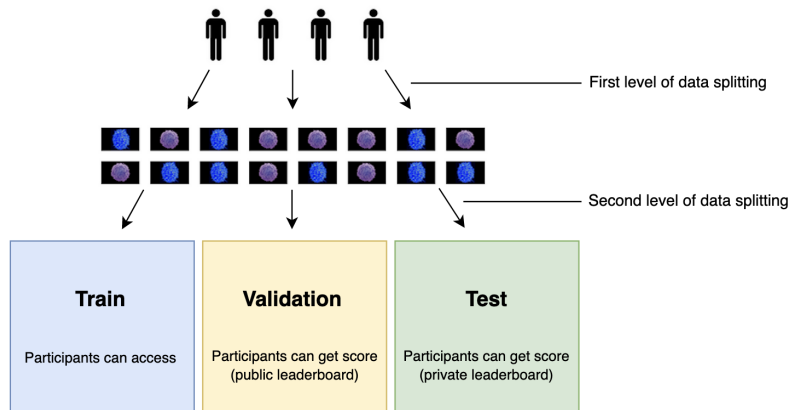 First level of data splitting
Second level of data splitting
Train
Participants can access
Validation
Participants can get score
(public leaderboard)
Test
Participants can get score
(private leaderboard)